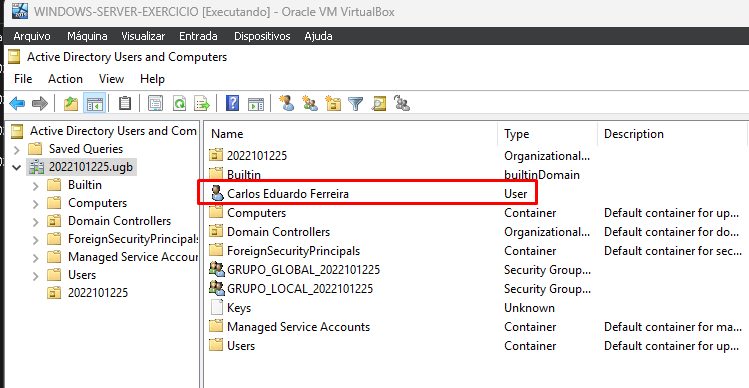 WINDOWS-SERVER-EXERCICIO [Executando] - Oracle VM VirtualBox
Arquivo Máquina Visualizar Entrada Dispositivos Ajuda
Active Directory Users and Computers
File Action View Help
Active Directory Users and Com
Saved Queries
2022101225.ugb
Builtin
Computers
Domain Controllers
ForeignSecurityPrincipals
Managed Service Accour
Users
2022101225
Name Type Description
2022101225 Organizational...
Builtin builtinDomain
Carlos Eduardo Ferreira User
Computers Container Default container for up...
Domain Controllers Organizational... Default container for do...
ForeignSecurityPrincipals Container Default container for sec...
GRUPO_GLOBAL_2022101225 Security Group...
GRUPO_LOCAL_2022101225 Security Group...
Keys Unknown
Managed Service Accounts Container Default container for ma...
Users Container Default container for up...